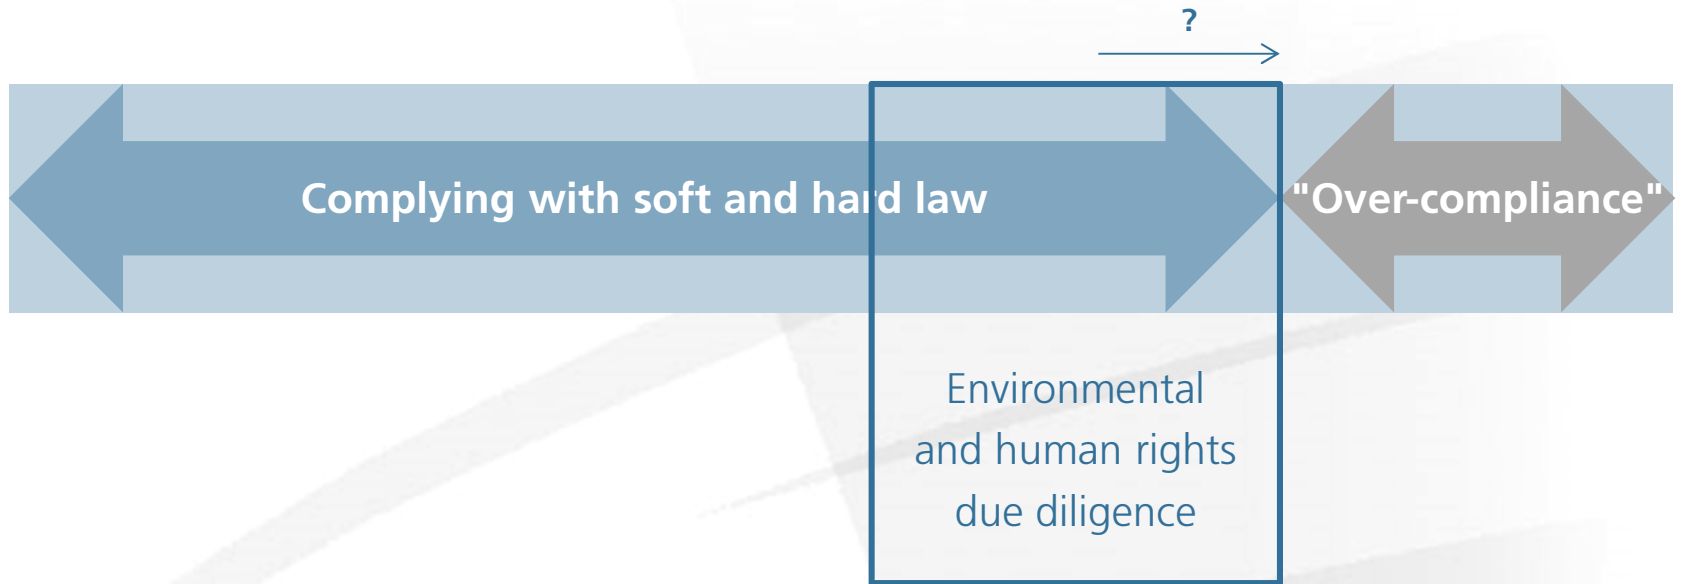 ?
Complying with soft and hard law
"Over-compliance"
Environmental
and human rights
due diligence